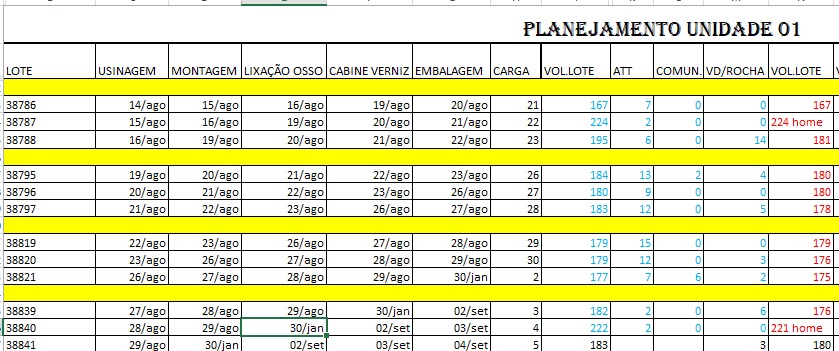 PLANEJAMENTO UNIDADE 01
LOTE USINAGEM MONTAGEM LIXAÇÃO OSSO CABINE VERNIZ EMBALAGEM CARGA VOL.LOTE ATT COMUN. VD/ROCHA VOL.LOTE
38786 14/ago 15/ago 16/ago 19/ago 20/ago 21 167 7 0 0 167
38787 15/ago 16/ago 19/ago 20/ago 21/ago 22 224 2 0 0 224 home
38788 16/ago 19/ago 20/ago 21/ago 22/ago 23 195 6 0 14 181
38795 19/ago 20/ago 21/ago 22/ago 23/ago 26 184 13 2 4 180
38796 20/ago 21/ago 22/ago 23/ago 26/ago 27 180 9 0 0 180
38797 21/ago 22/ago 23/ago 26/ago 27/ago 28 183 12 0 5 178
38819 22/ago 23/ago 26/ago 27/ago 28/ago 29 179 15 0 0 179
38820 23/ago 26/ago 27/ago 28/ago 29/ago 30 179 12 0 3 176
38821 26/ago 27/ago 28/ago 29/ago 30/jan 2 177 7 6 2 175
38839 27/ago 28/ago 29/ago 30/jan 02/set 3 182 2 0 6 176
38840 28/ago 29/ago 30/jan 02/set 03/set 4 222 2 0 0 221 home
38841 29/ago 30/jan 02/set 03/set 04/set 5 183 3 180